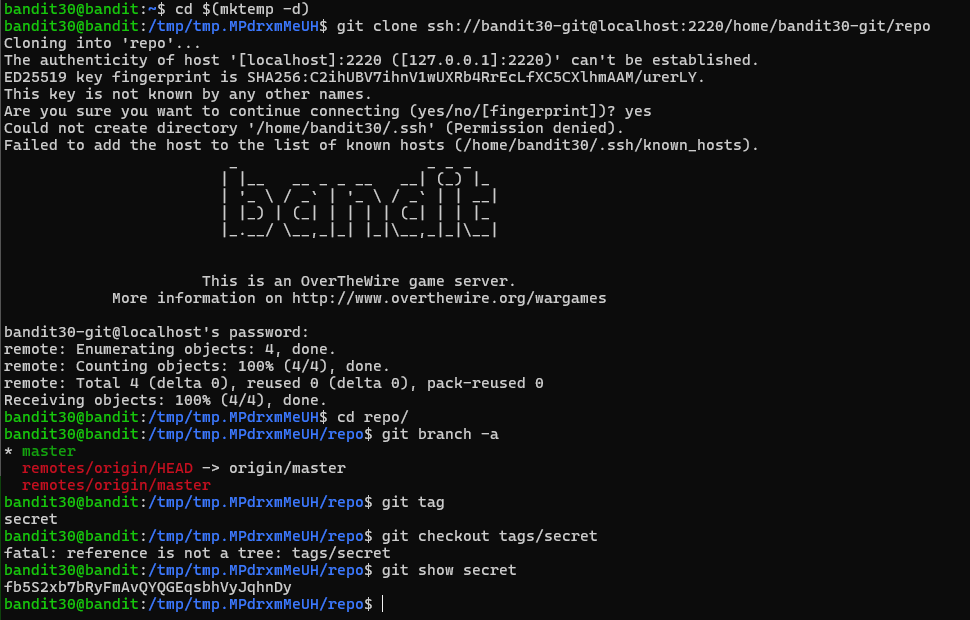 bandit30@bandit:~$ cd $(mktemp -d)
bandit30@bandit:/tmp/tmp.MPdrxmMeUH$ git clone ssh://bandit30-git@localhost:2220/home/bandit30-git/repo
Cloning into 'repo'...
The authenticity of host '[localhost]:2220 ([127.0.0.1]:2220)' can't be established.
ED25519 key fingerprint is SHA256:C2ihUBV7ihnV1wUXRb4RrEcLfXC5CXlhmAAM/urerLY.
This key is not known by any other names.
Are you sure you want to continue connecting (yes/no/[fingerprint])? yes
Could not create directory '/home/bandit30/.ssh' (Permission denied).
Failed to add the host to the list of known hosts (/home/bandit30/.ssh/known_hosts).
bandit
This is an OverTheWire game server.
More information on http://www.overthewire.org/wargames
bandit30-git@localhost's password:
remote: Enumerating objects: 4, done.
remote: Counting objects: 100% (4/4), done.
remote: Total 4 (delta 0), reused 0 (delta 0), pack-reused 0
Receiving objects: 100% (4/4), done.
bandit30@bandit:/tmp/tmp.MPdrxmMeUH$ cd repo/
bandit30@bandit:/tmp/tmp.MPdrxmMeUH/repo$ git branch -a
* master
remotes/origin/HEAD -> origin/master
remotes/origin/master
bandit30@bandit:/tmp/tmp.MPdrxmMeUH/repo$ git tag
secret
bandit30@bandit:/tmp/tmp.MPdrxmMeUH/repo$ git checkout tags/secret
fatal: reference is not a tree: tags/secret
bandit30@bandit:/tmp/tmp.MPdrxmMeUH/repo$ git show secret
fb5S2xb7bRyFmAvQYQGEqsbhVyJqhnDy
bandit30@bandit:/tmp/tmp.MPdrxmMeUH/repo$